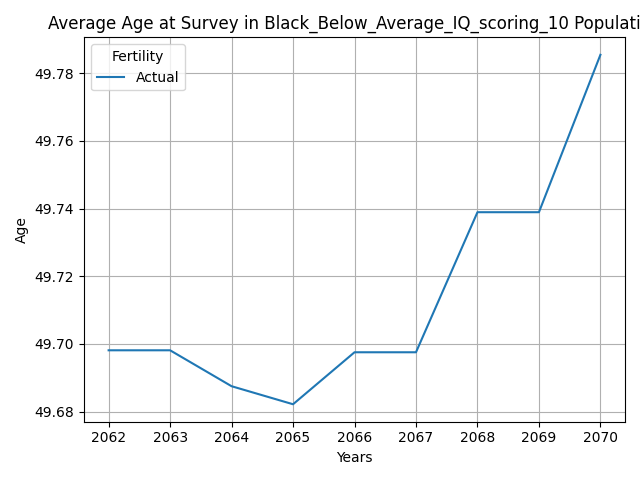 Average Age at Survey in Black_Below_Average_IQ_scoring_10 Populati
Fertility
Actual
49.78
49.76
49.74
49.72
49.70
49.68
Age
2062 2063 2064 2065 2066 2067 2068 2069 2070
Years